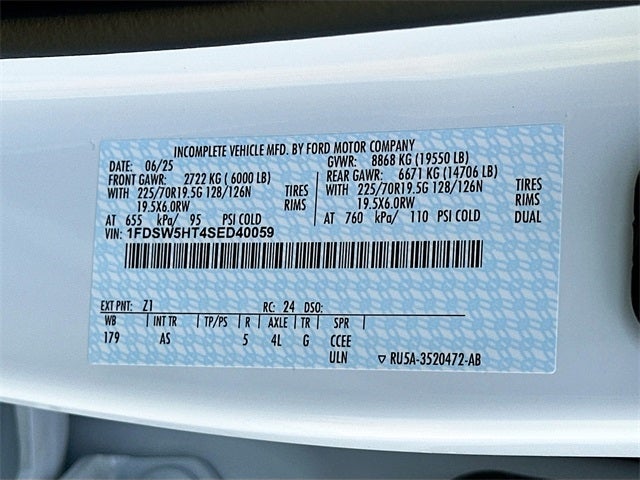 INCOMPLETE VEHICLE MFD. BY FORD MOTOR COMPANY
DATE: 06/25 GVWR: 8868 KG (19550 LB)
FRONT GAWR: 2722 KG ( 6000 LB) REAR GAWR: 6671 KG (14706 LB)
WITH 225/70R19.5G 128/126N TIRES WITH 225/70R19.5G 128/126N TIRES
19.5X6.0RW RIMS 19.5X6.0RW RIMS
AT 655 kPa/ 95 PSI COLD AT 760 kPa/ 110 PSI COLD DUAL
VIN: 1FDSW5HT4SED40059
EXT PNT: Z1 RC: 24 DSO:
WB INT TR TP/PS R AXLE TR SPR
179 AS 5 4L G CCEE
ULN ▽ RU5A-3520472-AB